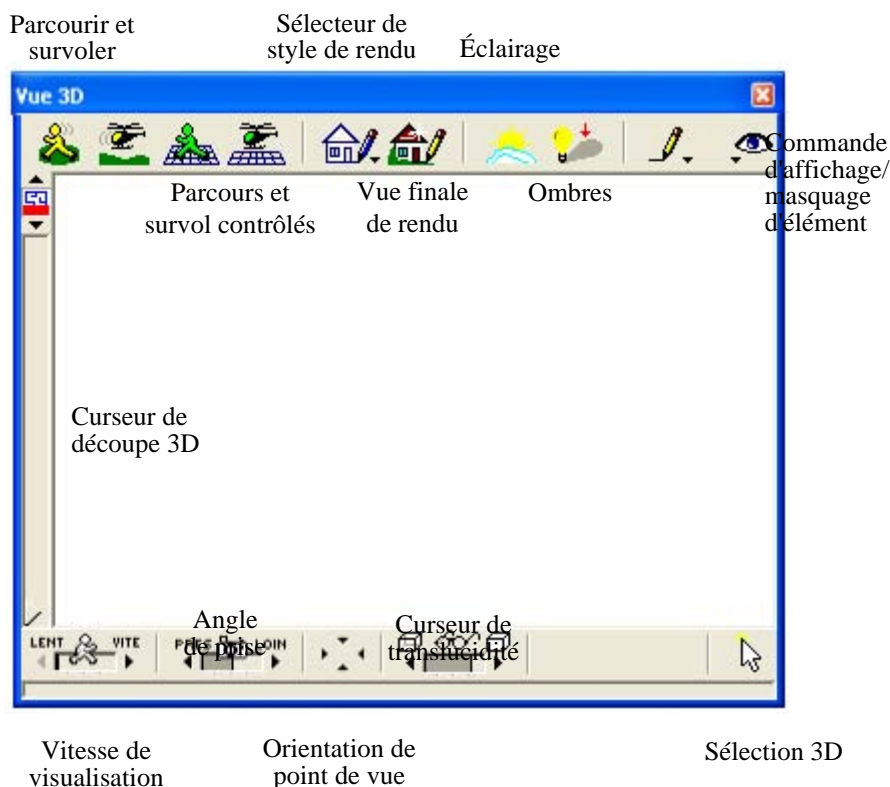 Parcourir et
survoler
Sélecteur de
style de rendu
Éclairage
Vue 3D
Commande
d'affichage/
masquage
d'élément
Parcours et
survol contrôlés
Vue finale
de rendu
Ombres
Curseur de
découpe 3D
Angle
de prise
Curseur de
translucidité
LENT VITE
PRES LOIN
Vitesse de
visualisation
Orientation de
point de vue
Sélection 3D